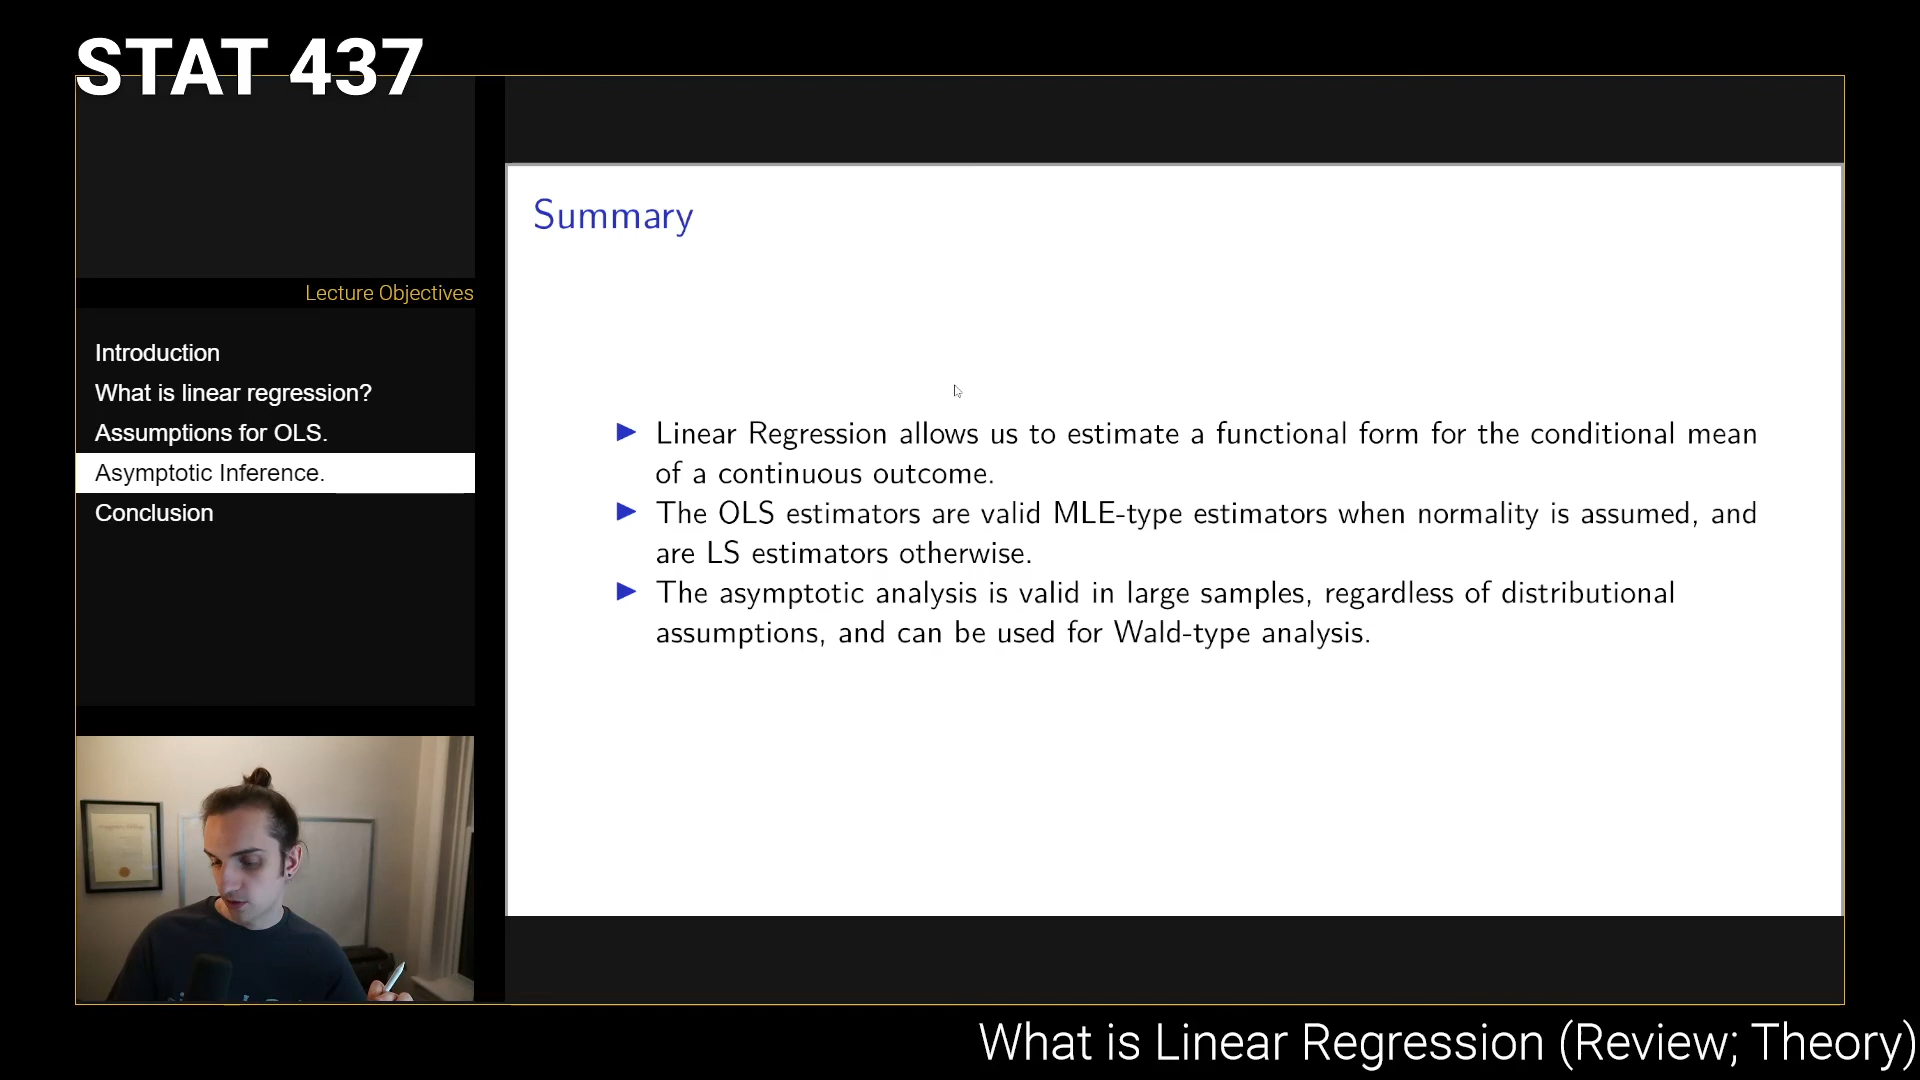 STAT 437
Lecture Objectives
Introduction
What is linear regression?
Assumptions for OLS.
Asymptotic Inference.
Conclusion
Summary
Linear Regression allows us to estimate a functional form for the conditional mean
of a continuous outcome.
The OLS estimators are valid MLE-type estimators when normality is assumed, and
are LS estimators otherwise.
The asymptotic analysis is valid in large samples, regardless of distributional
assumptions, and can be used for Wald-type analysis.
What is Linear Regression (Review; Theory)